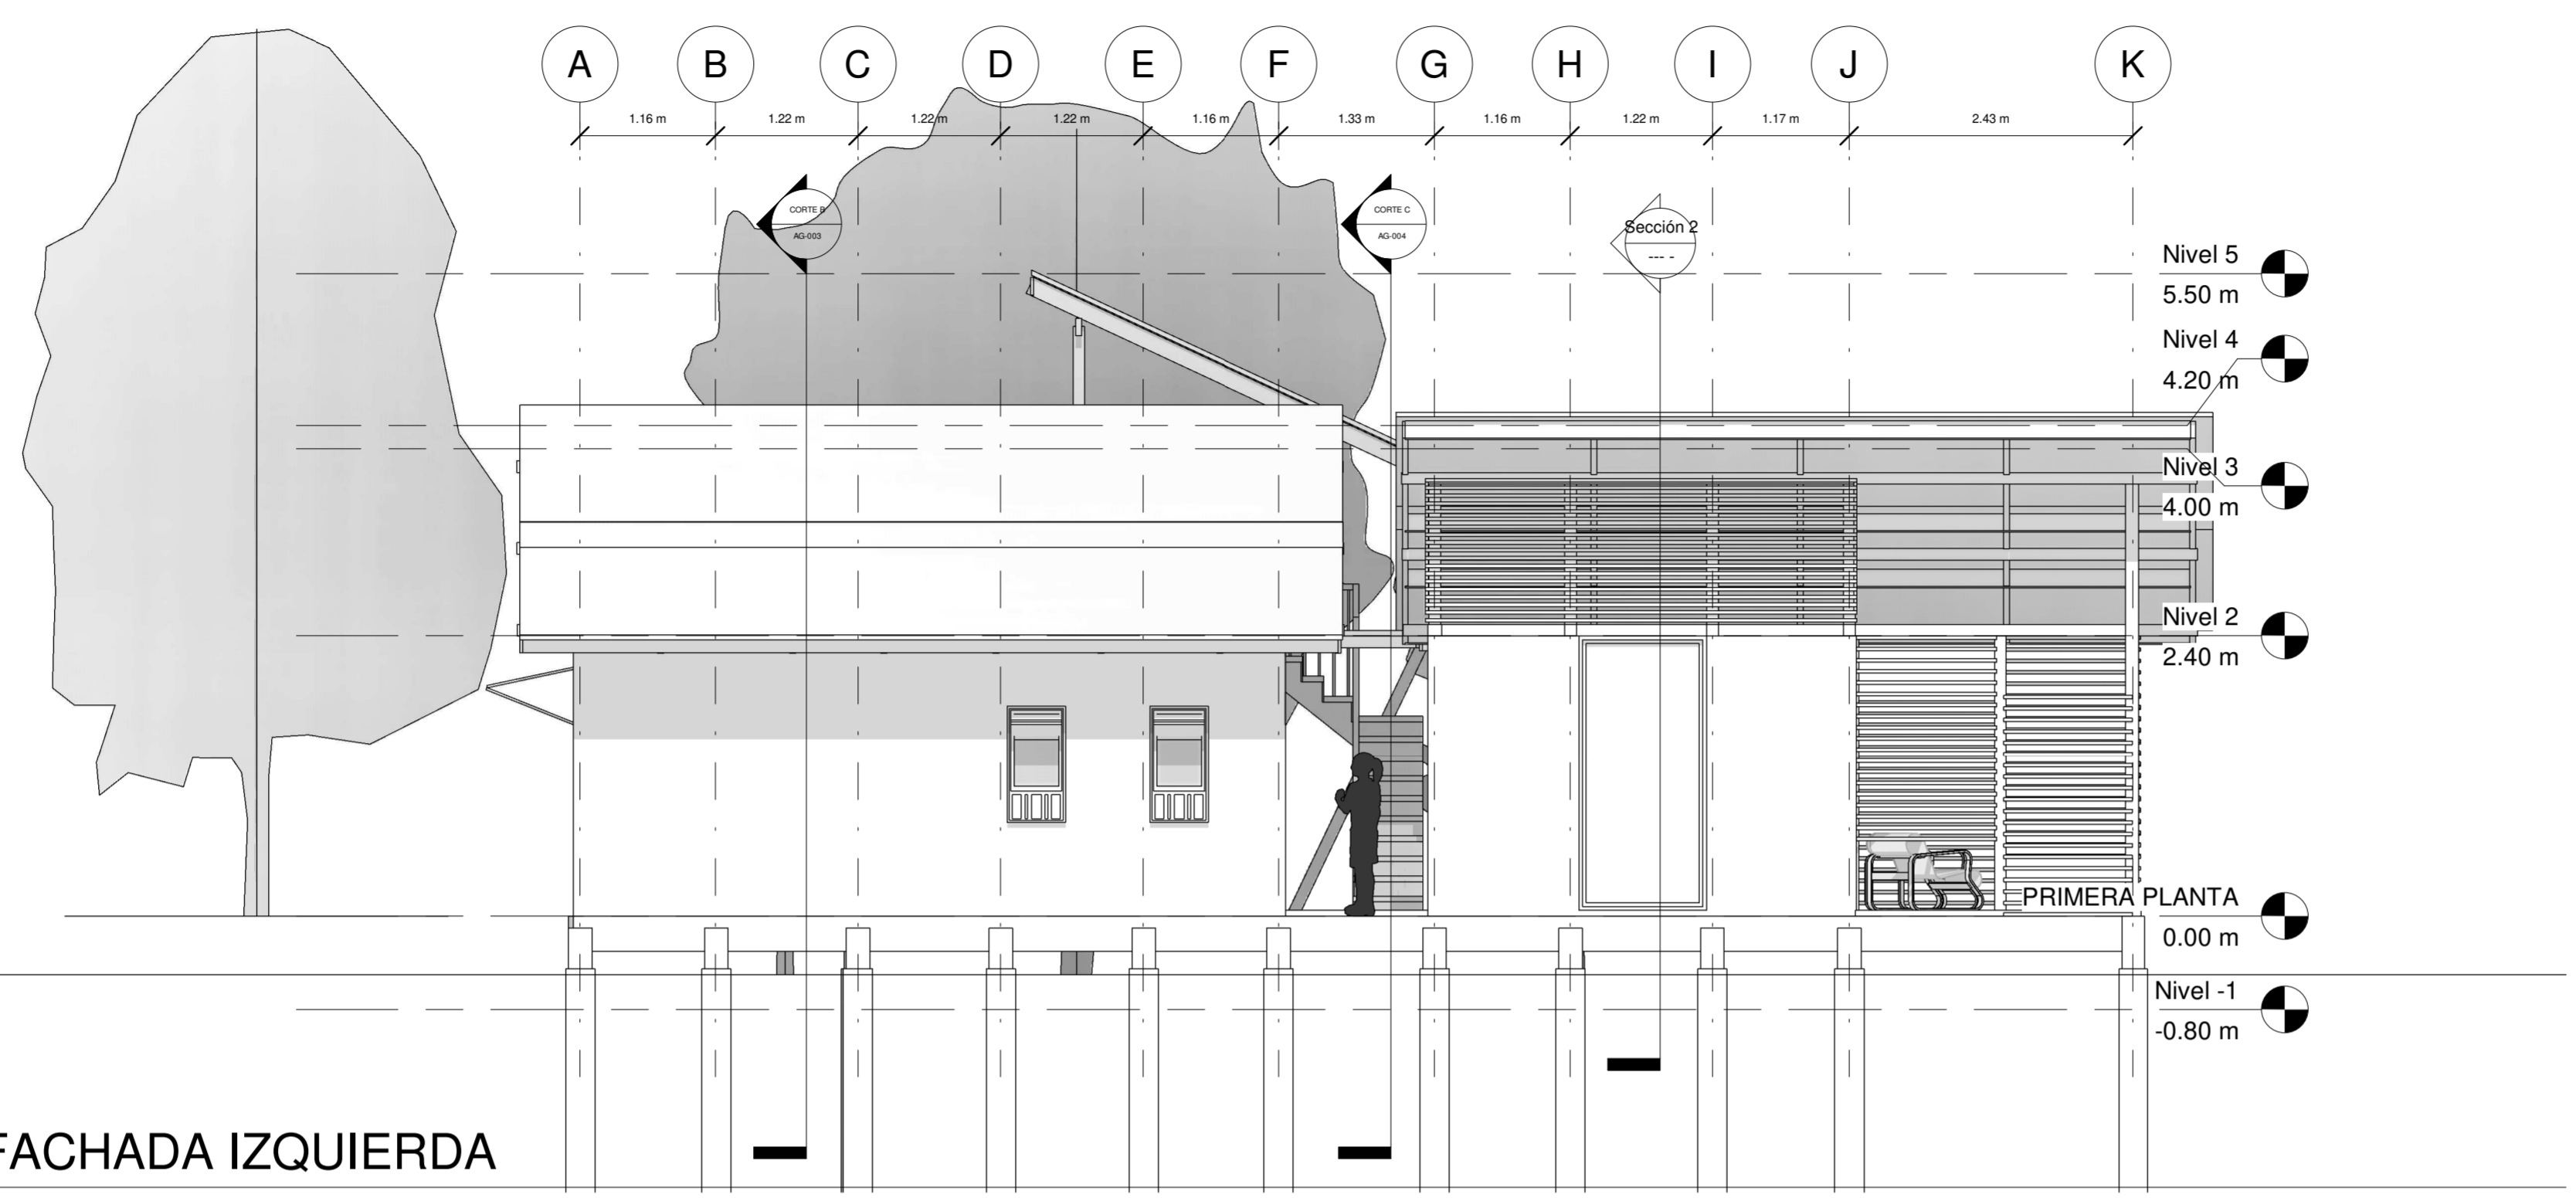 A B C D E F G H I J K
1.16 m 1.22 m 1.22 m 1.22 m 1.16 m 1.33 m 1.16 m 1.22 m 1.17 m 2.43 m
CORTE B
AG-003
CORTE C
AG-004
Sección 2
--- -
Nivel 5
5.50 m
Nivel 4
4.20 m
Nivel 3
4.00 m
Nivel 2
2.40 m
PRIMERA PLANTA
0.00 m
Nivel -1
-0.80 m
FACHADA IZQUIERDA